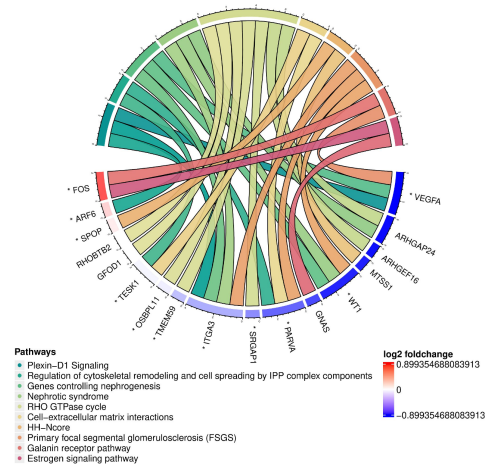 * FOS
* ARF6
* SPOP
RHOBTB2
GFOD1
* TESK1
* OSBPL11
* TMEM59
* ITGA3
* SRGAP1
* PARVA
GNAS
* WT1
MTSS1
ARHGEF16
ARHGAP24
* VEGFA
Pathways
Plexin−D1 Signaling
Regulation of cytoskeletal remodeling and cell spreading by IPP complex components
Genes controlling nephrogenesis
Nephrotic syndrome
RHO GTPase cycle
Cell−extracellular matrix interactions
HH−Ncore
Primary focal segmental glomerulosclerosis (FSGS)
Galanin receptor pathway
Estrogen signaling pathway
log2 foldchange
0.899354688083913
0
−0.899354688083913